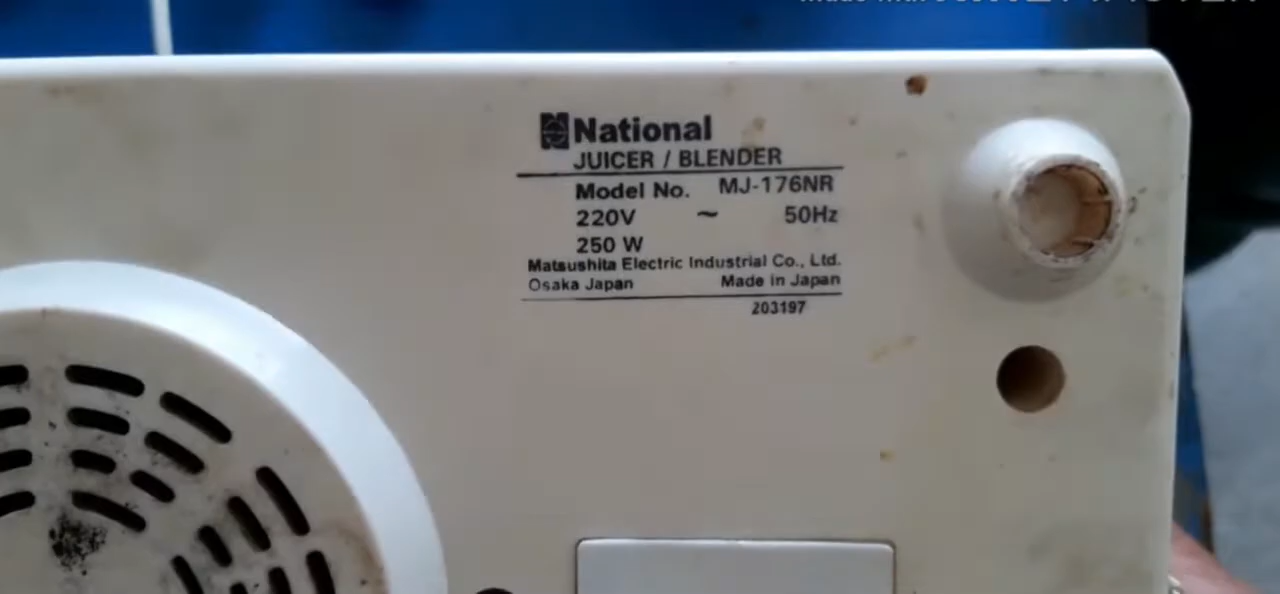 National
JUICER / BLENDER
Model No. MJ-176NR
220V ~ 50Hz
250 W
Matsushita Electric Industrial Co., Ltd.
Osaka Japan Made in Japan
203197